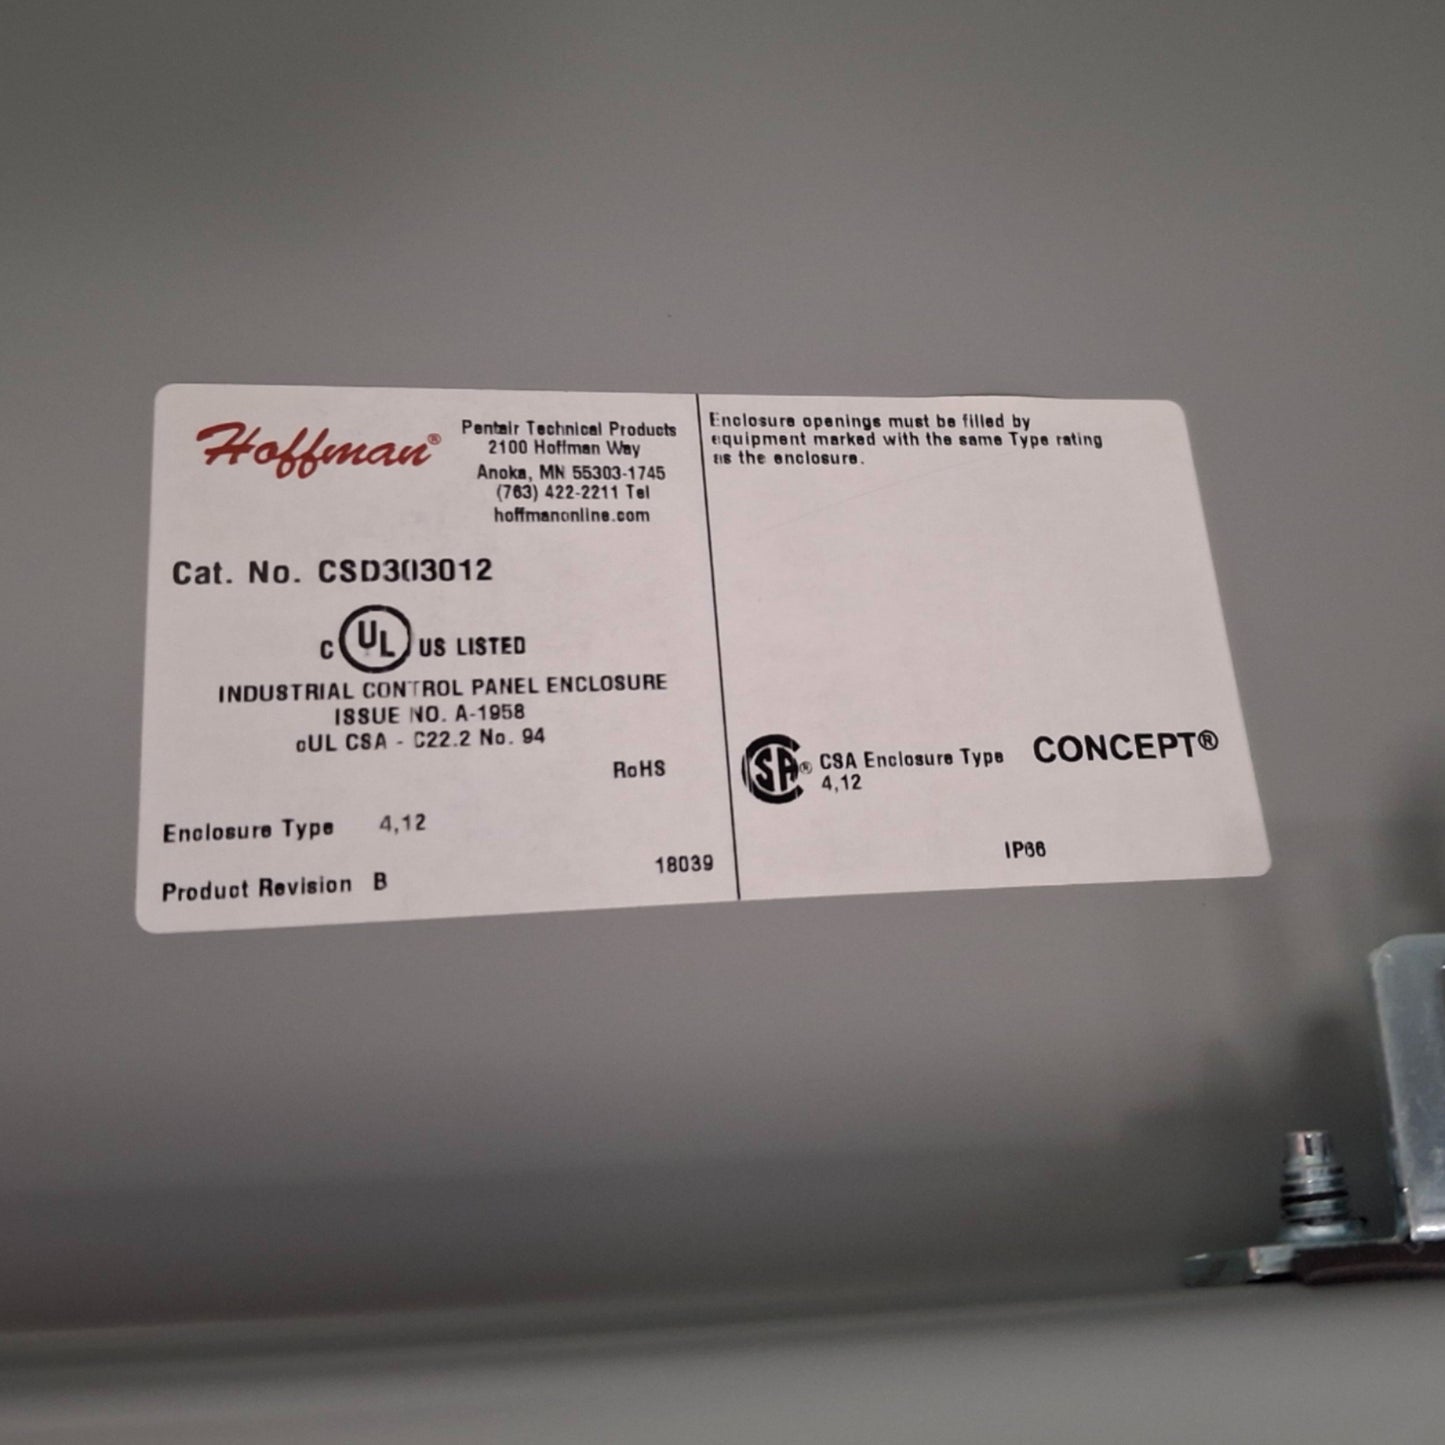 Hoffman®
Pentair Technical Products
2100 Hoffman Way
Anoka, MN 55303-1745
(763) 422-2211 Tel
hoffmanonline.com
Cat. No. CSD303012
C UL US LISTED
INDUSTRIAL CONTROL PANEL ENCLOSURE
ISSUE NO. A-1958
cUL CSA - C22.2 No. 94
RoHS
Enclosure Type 4,12
18039
Product Revision B
Enclosure openings must be filled by
equipment marked with the same Type rating
as the enclosure.
CSA® CSA Enclosure Type CONCEPT®
4,12
IP66